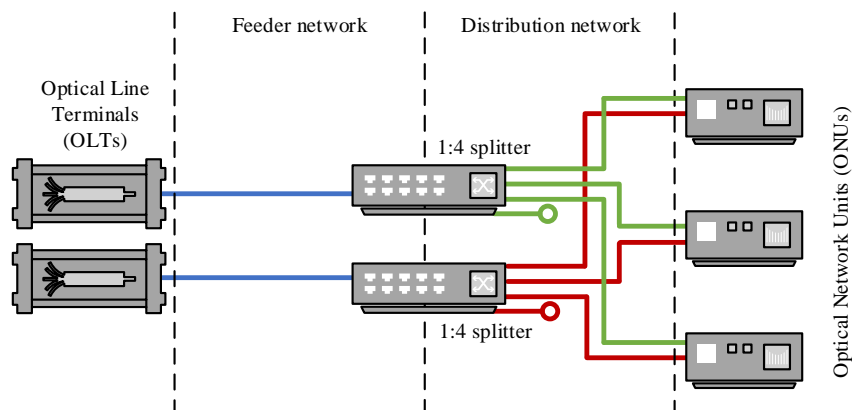 Feeder network
Distribution network
Optical Line
Terminals
(OLTs)
1:4 splitter
1:4 splitter
Optical Network Units (ONUs)